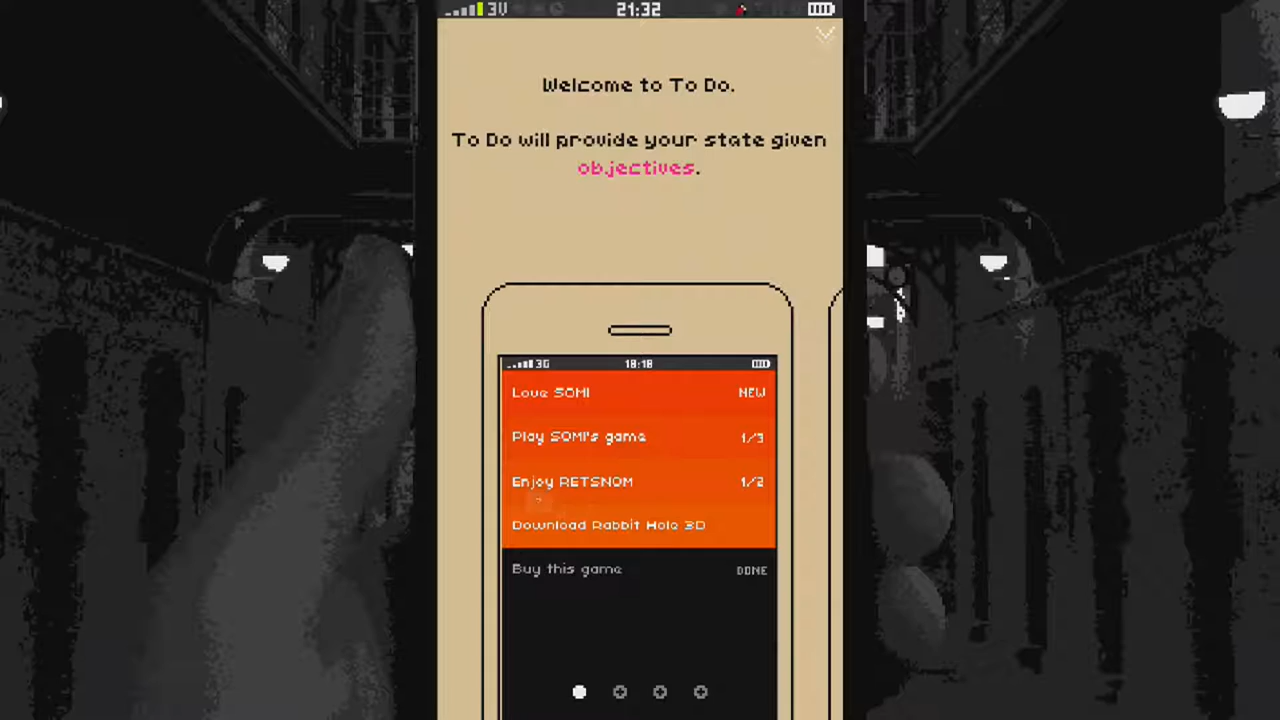 3V 21:32
Welcome to To Do.
To Do will provide your state given
objectives.
3G 18:18
Love SOMI NEW
Play SOMI's game 1/3
Enjoy RETSNOM 1/2
Download Rabbit Hole 3D
Buy this game DONE